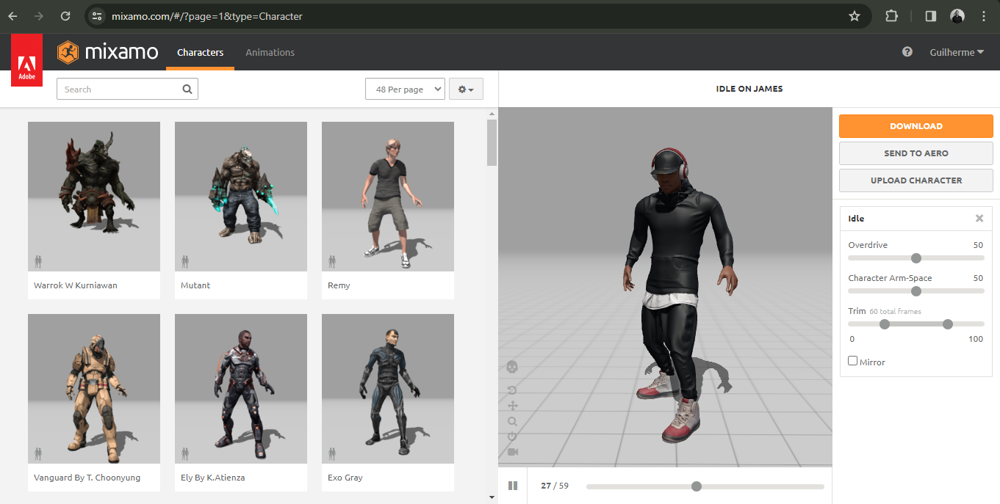 mixamo.com/#/?page=1&type=Character
Adobe
mixamo
Characters
Animations
Guilherme
Search
48 Per page
IDLE ON JAMES
Warrok W Kurniawan
Mutant
Remy
Vanguard By T. Choonyung
Ely By K.Atienza
Exo Gray
27 / 59
DOWNLOAD
SEND TO AERO
UPLOAD CHARACTER
Idle
Overdrive 50
Character Arm-Space 50
Trim 60 total frames
0 100
Mirror